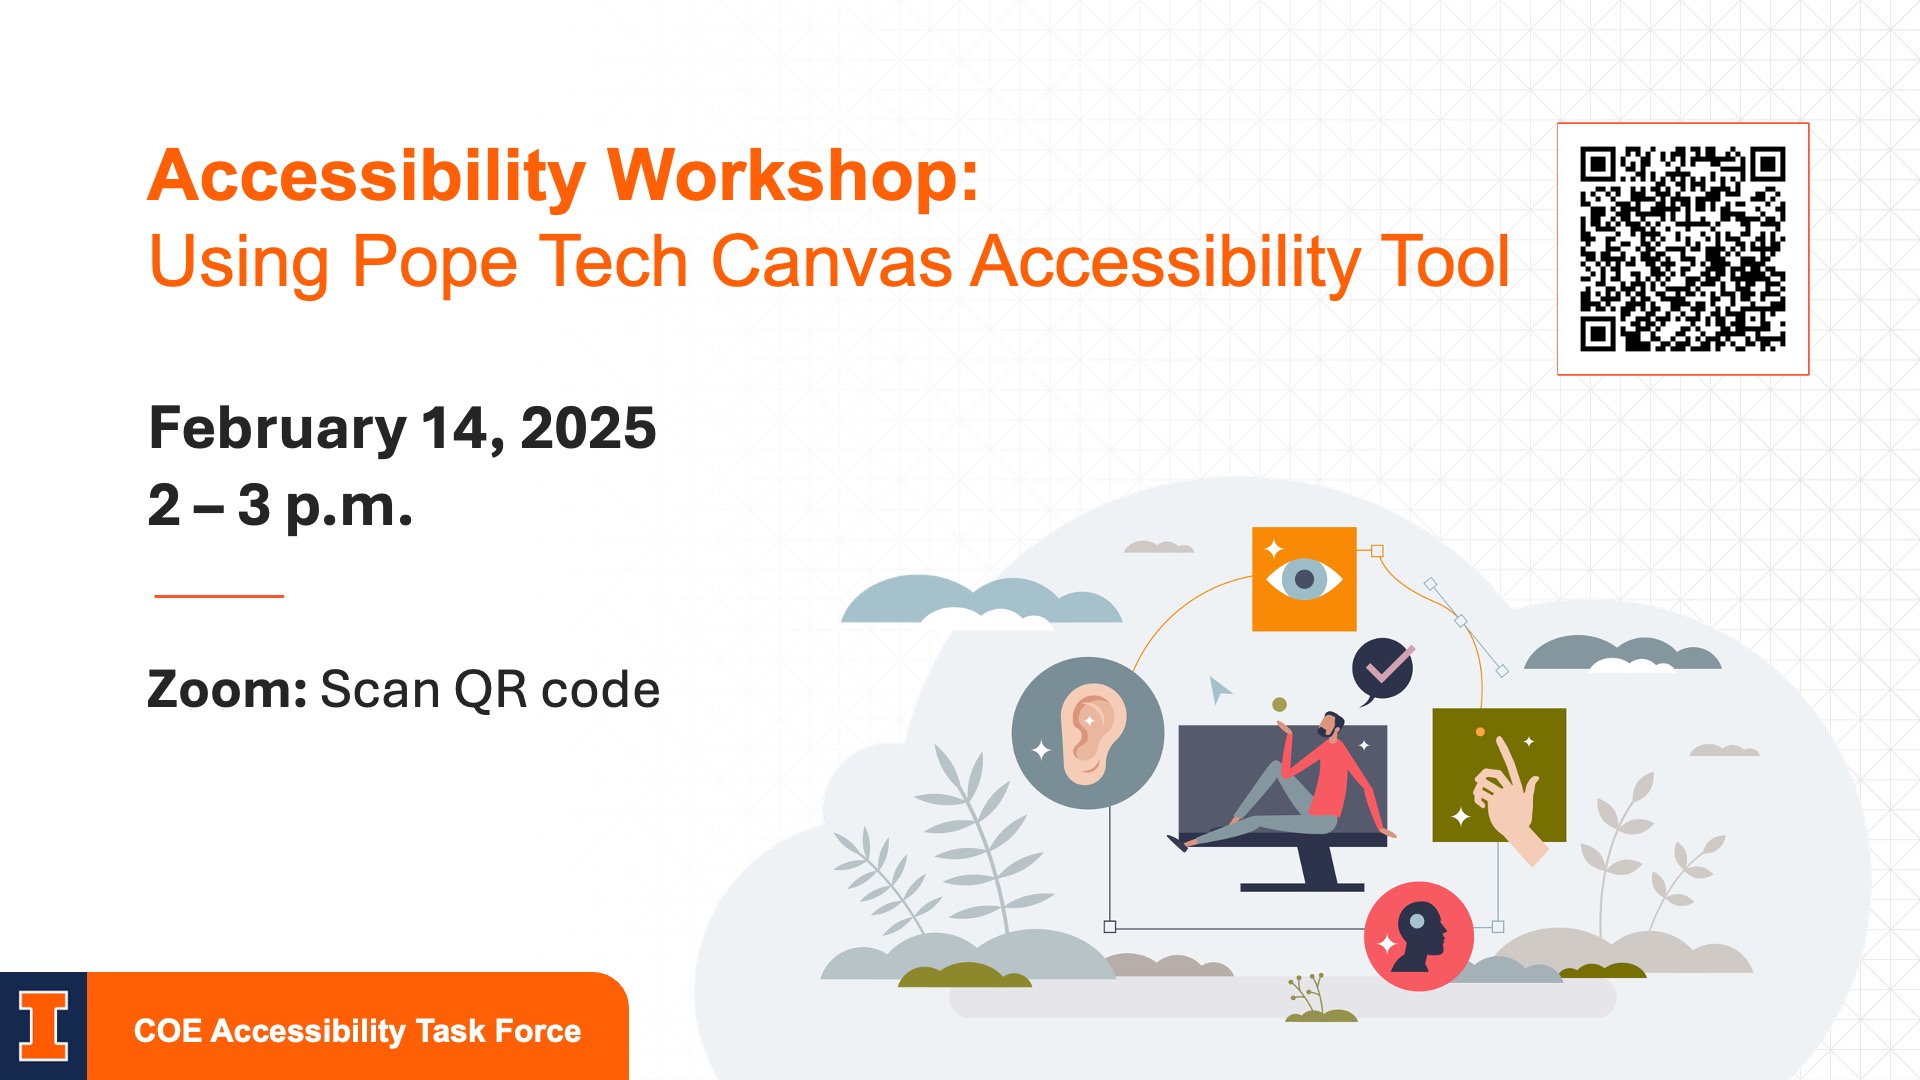 Accessibility Workshop:
Using Pope Tech Canvas Accessibility Tool
February 14, 2025
2 – 3 p.m.
Zoom: Scan QR code
COE Accessibility Task Force